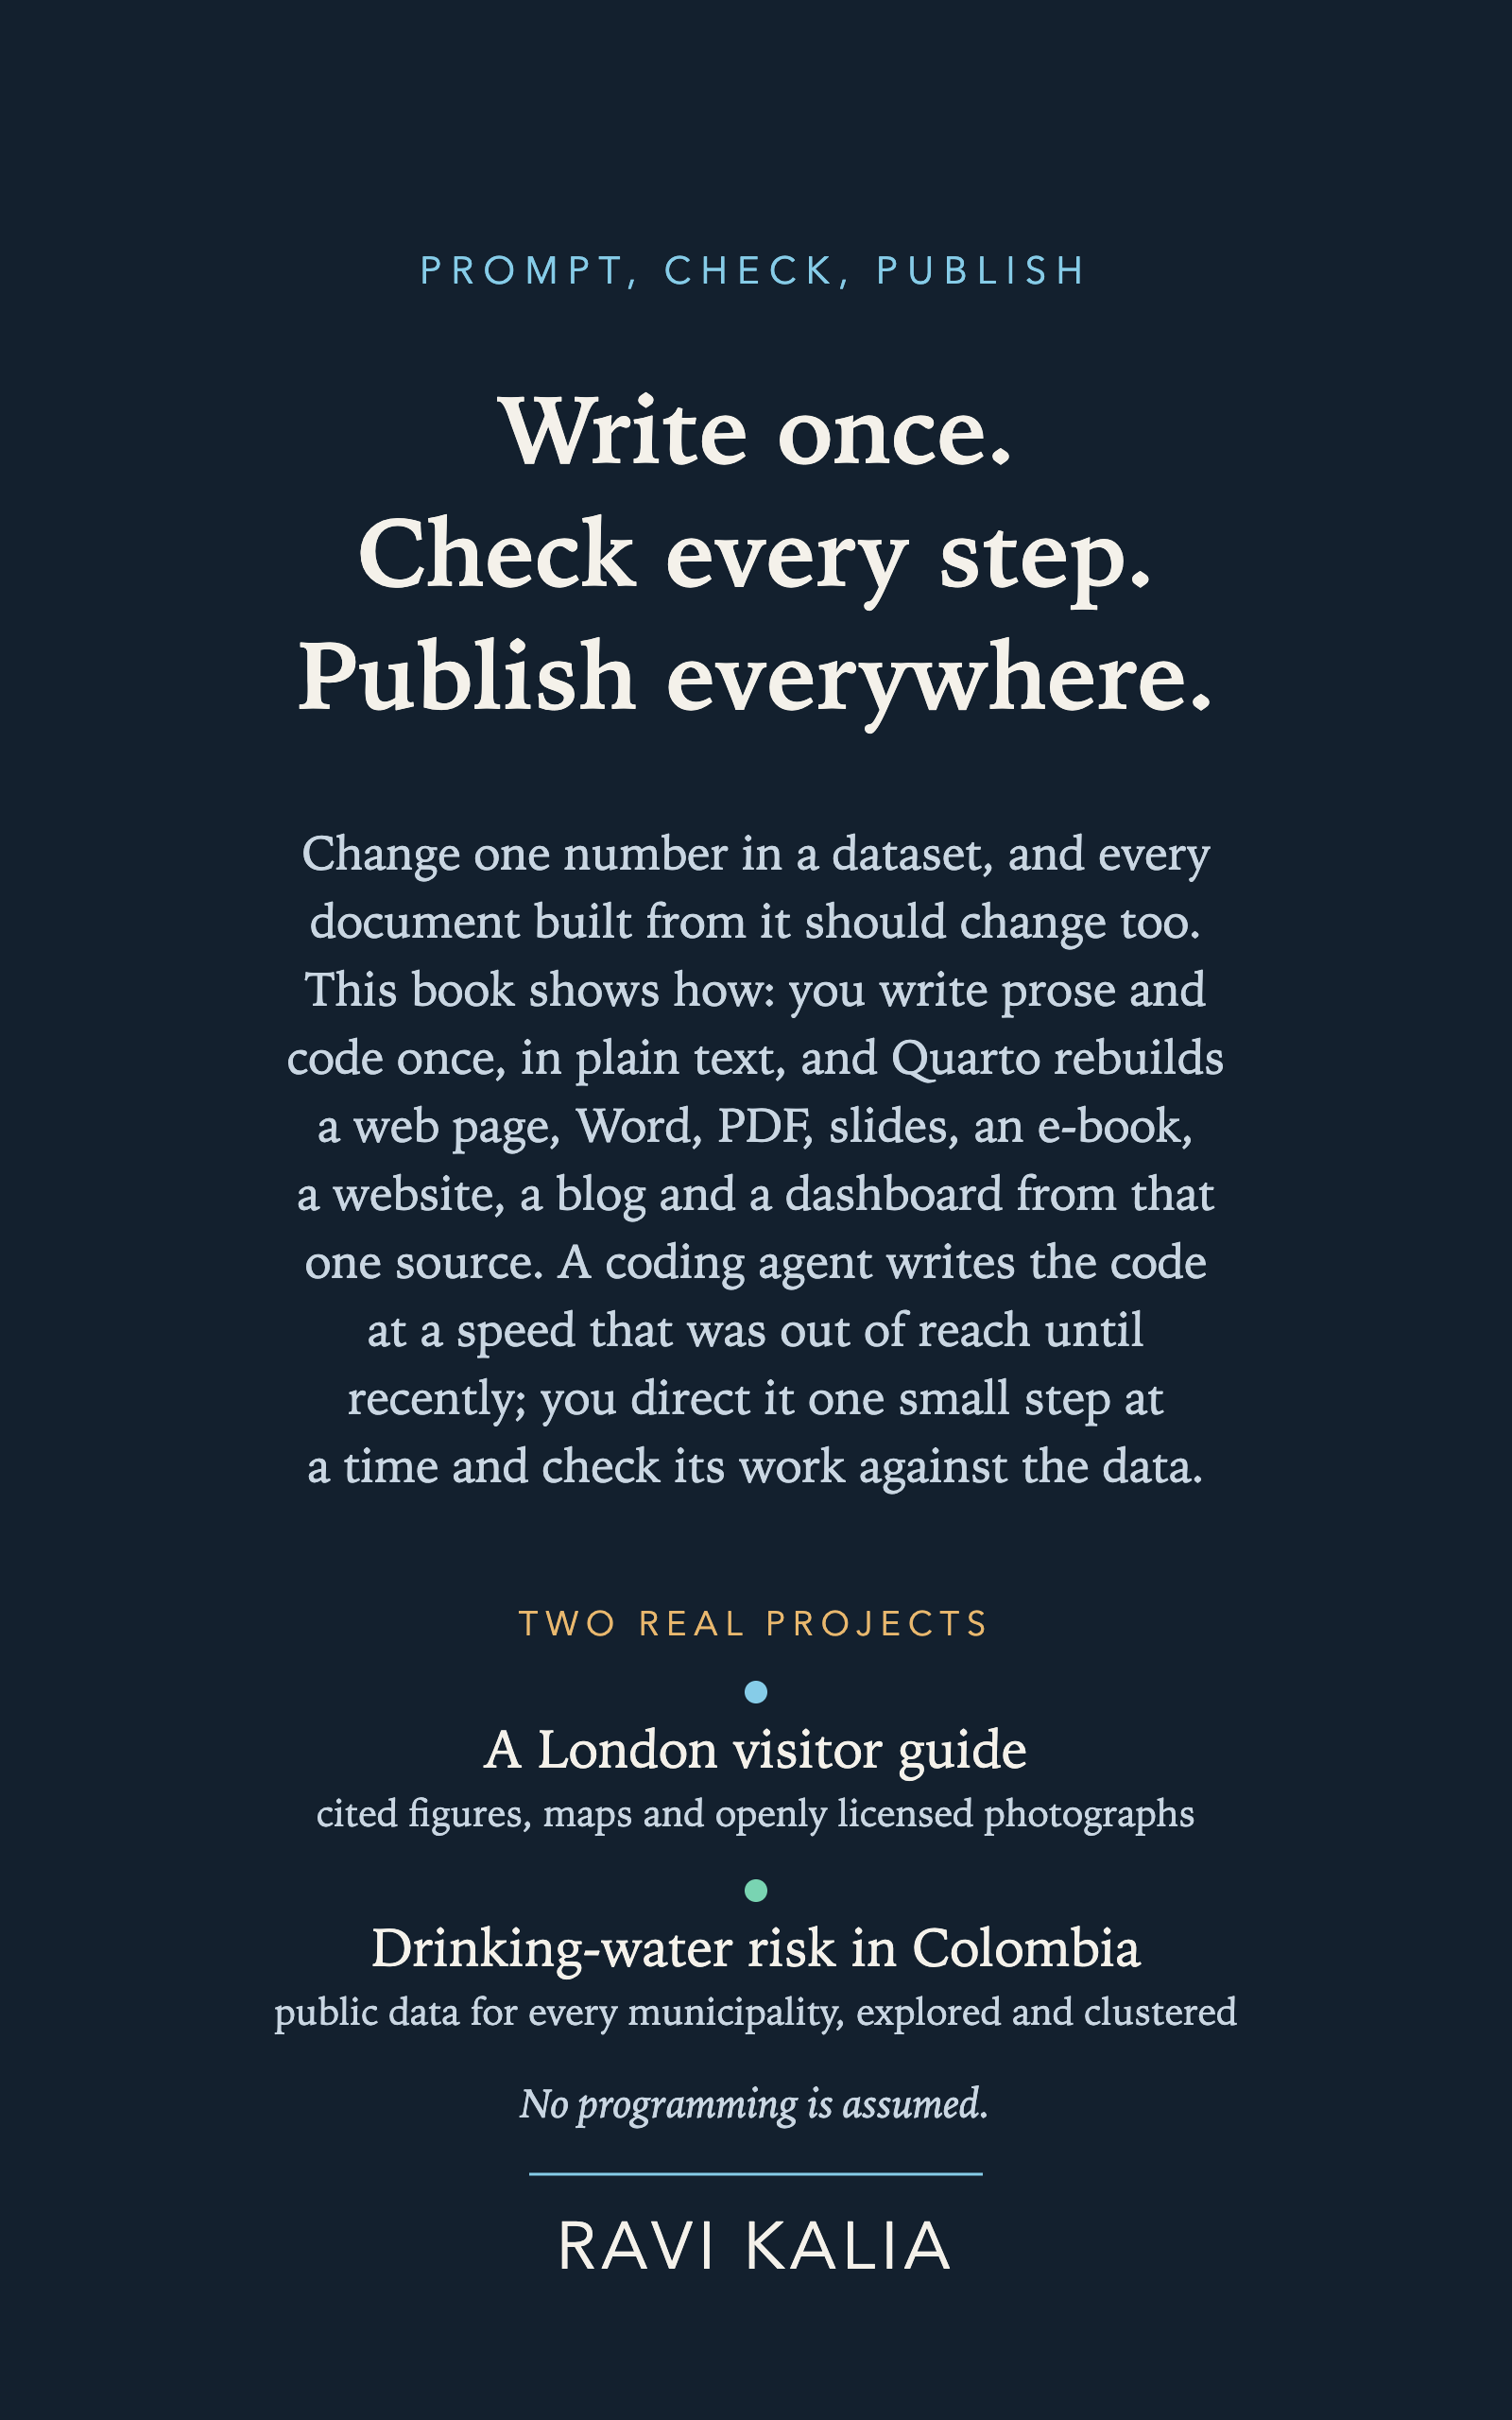 PROMPT, CHECK, PUBLISH
Write once.
Check every step.
Publish everywhere.
Change one number in a dataset, and every
document built from it should change too.
This book shows how: you write prose and
code once, in plain text, and Quarto rebuilds
a web page, Word, PDF, slides, an e-book,
a website, a blog and a dashboard from that
one source. A coding agent writes the code
at a speed that was out of reach until
recently; you direct it one small step at
a time and check its work against the data.
TWO REAL PROJECTS
A London visitor guide
cited figures, maps and openly licensed photographs
Drinking-water risk in Colombia
public data for every municipality, explored and clustered
No programming is assumed.
RAVI KALIA